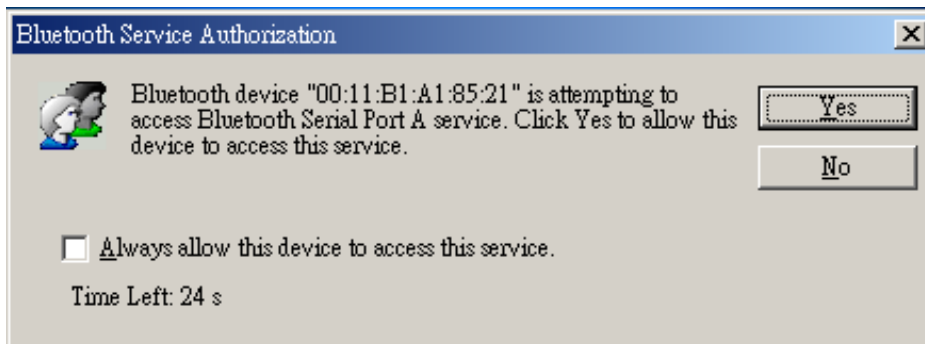 Bluetooth Service Authorization
Bluetooth device "00:11:B1:A1:85:21" is attempting to
access Bluetooth Serial Port A service. Click Yes to allow this
device to access this service.
Yes
No
Always allow this device to access this service.
Time Left: 24 s